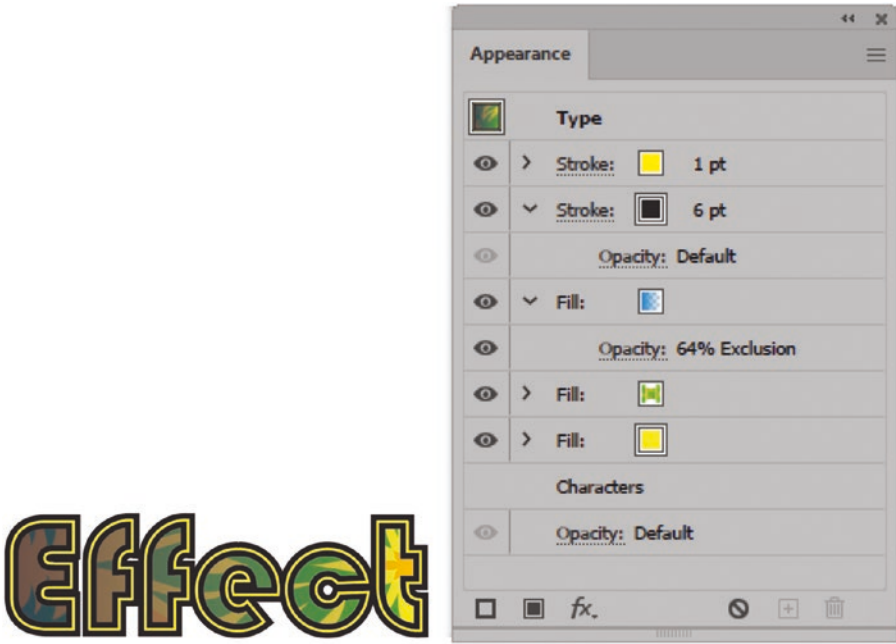 Appearance
Type
Stroke: 1 pt
Stroke: 6 pt
Opacity: Default
Fill:
Opacity: 64% Exclusion
Fill:
Fill:
Characters
Opacity: Default
fx.
Effect